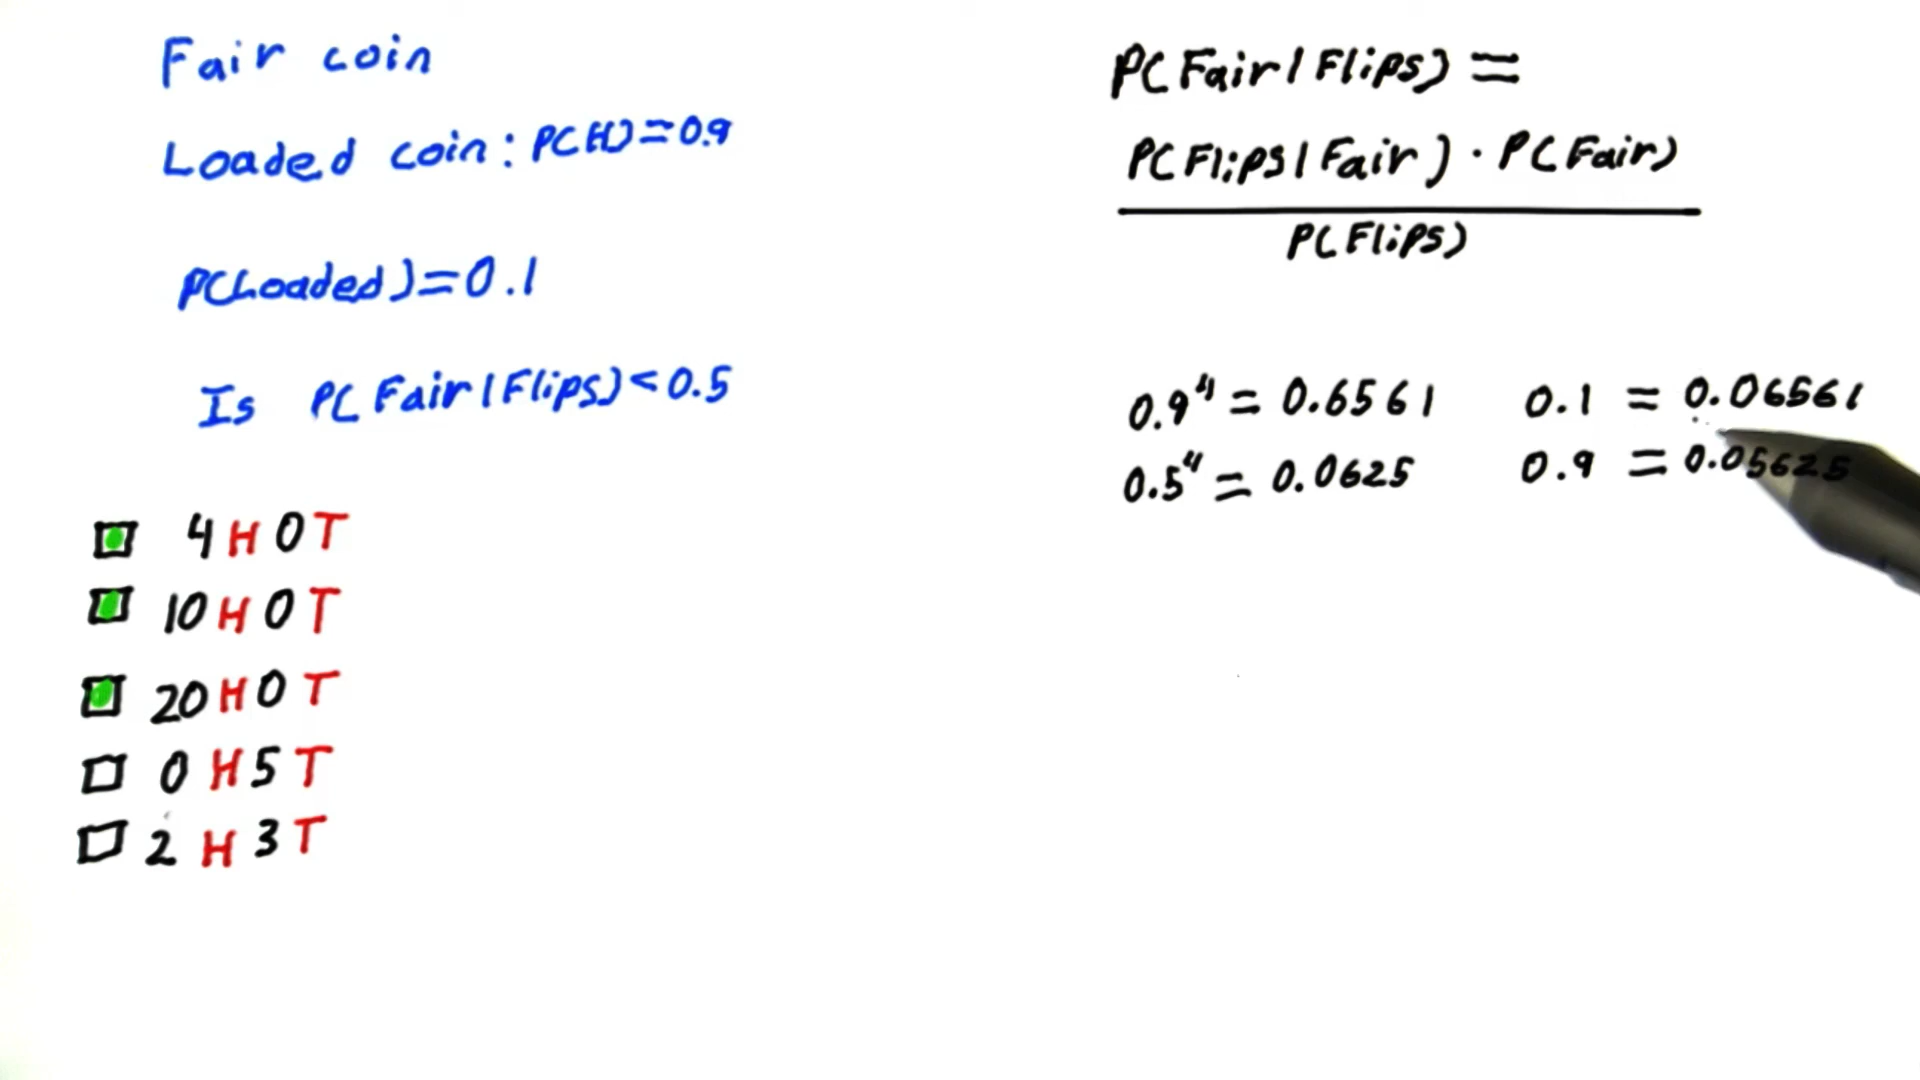 Fair coin
Loaded coin: P(H)=0.9
P(Loaded)=0.1
Is P(Fair|Flips)<0.5
4 H 0 T
10 H 0 T
20 H 0 T
0 H 5 T
2 H 3 T
P(Fair|Flips)=
P(Flips|Fair)·P(Fair)
P(Flips)
0.9⁴ = 0.6561 0.1 = 0.06561
0.5⁴ = 0.0625 0.9 = 0.05625